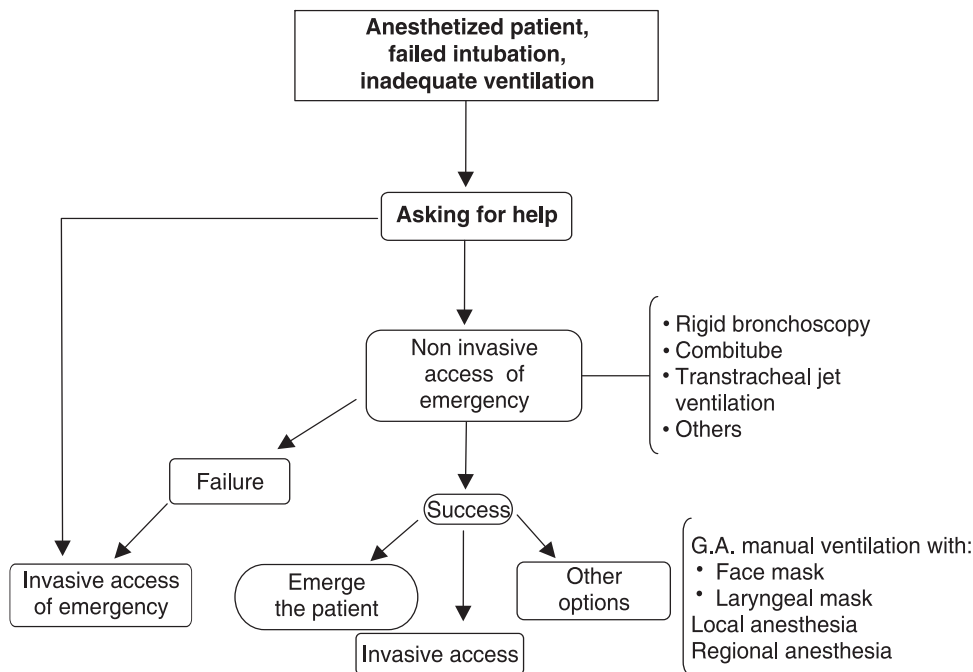 Anesthetized patient,
failed intubation,
inadequate ventilation
Asking for help
Non invasive
access of
emergency
• Rigid bronchoscopy
• Combitube
• Transtracheal jet
ventilation
• Others
Failure
Success
Invasive access
of emergency
Emerge
the patient
Invasive access
Other
options
G.A. manual ventilation with:
• Face mask
• Laryngeal mask
Local anesthesia
Regional anesthesia